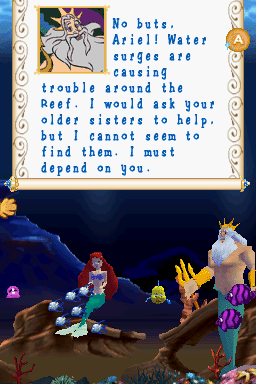 No buts,
Ariel! Water
surges are
causing
trouble around the
Reef. I would ask your
older sisters to help,
but I cannot seem to
find them. I must
depend on you.
A